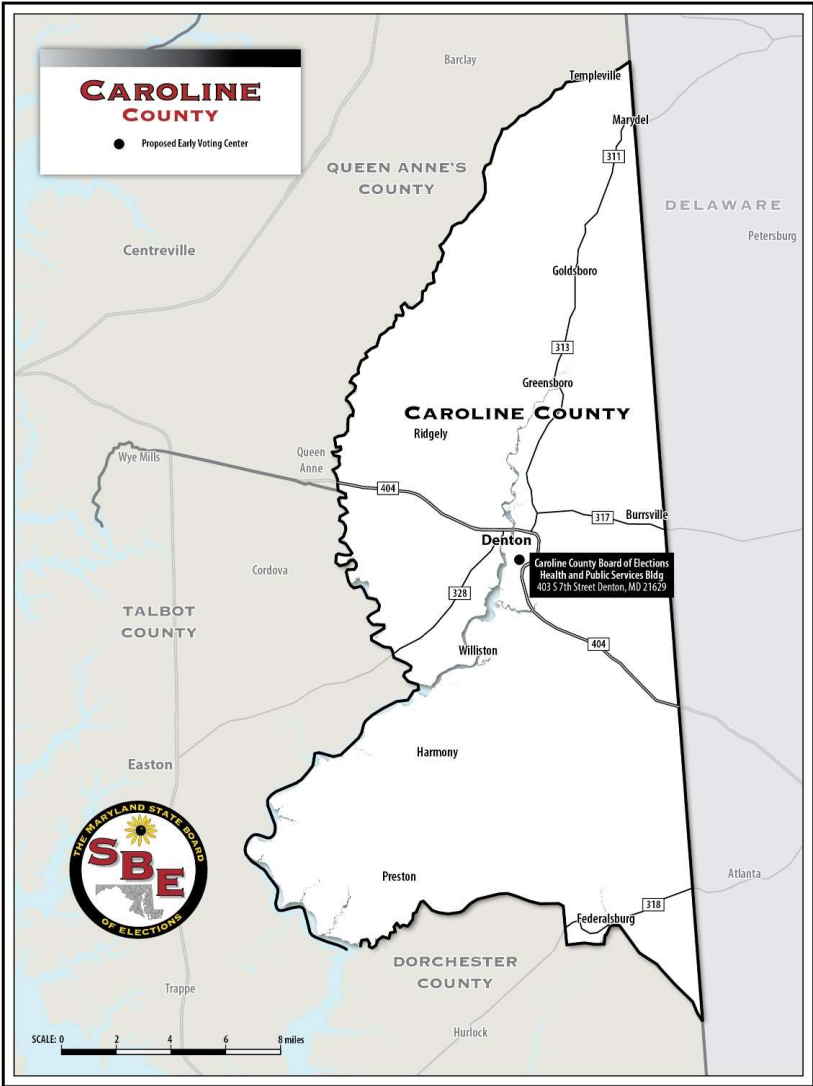 CAROLINE
COUNTY
Proposed Early Voting Center
Barclay
Templeville
Marydel
311
QUEEN ANNE'S
COUNTY
DELAWARE
Petersburg
Centreville
Goldsboro
313
Greensboro
CAROLINE COUNTY
Ridgely
Wye Mills
Queen
Anne
404
317
Burrsville
Denton
Caroline County Board of Elections
Health and Public Services Bldg
403 S 7th Street Denton, MD 21629
Cordova
328
TALBOT
COUNTY
Williston
404
Harmony
Easton
THE MARYLAND STATE BOARD
SBE
OF ELECTIONS
Preston
Atlanta
318
Federalsburg
DORCHESTER
COUNTY
Trappe
Hurlock
SCALE: 0 2 4 6 8 miles